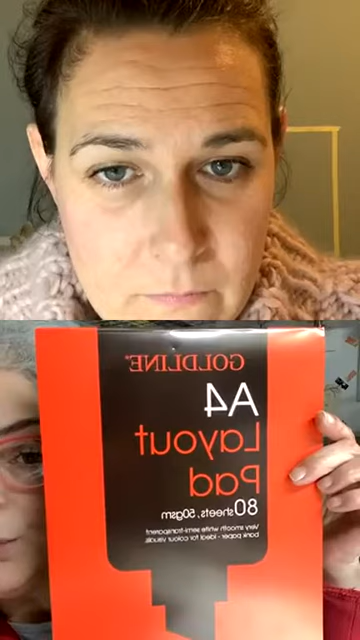 GOLDLINE®
A4
Layout
Pad
80 sheets, 50gsm
Very smooth white semi-transparent
bank paper - ideal for colour visuals.